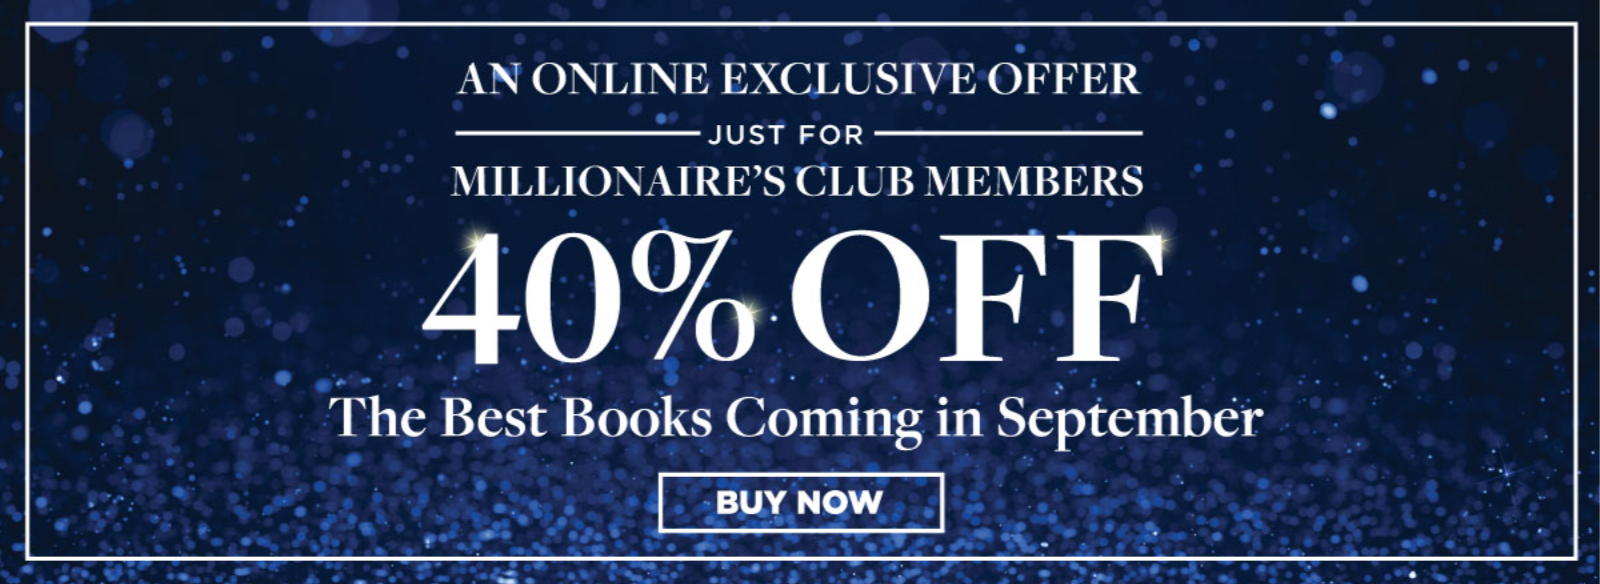 AN ONLINE EXCLUSIVE OFFER
JUST FOR
MILLIONAIRE’S CLUB MEMBERS
40% OFF
The Best Books Coming in September
BUY NOW